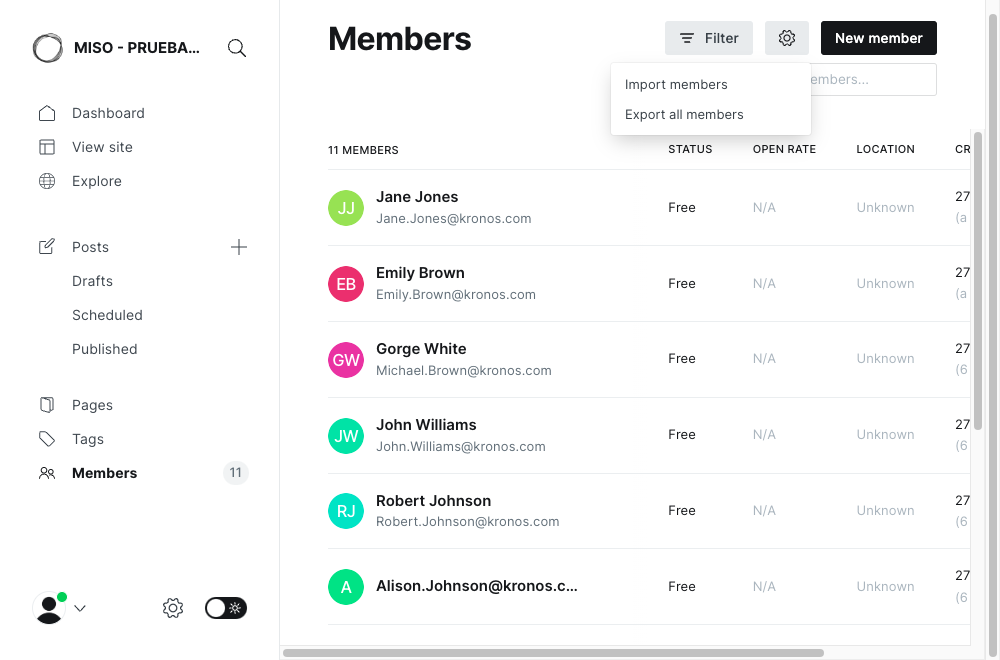 MISO - PRUEBA...
Dashboard
View site
Explore
Posts
Drafts
Scheduled
Published
Pages
Tags
Members
11
Members
Filter
New member
Import members
Export all members
11 MEMBERS
STATUS
OPEN RATE
LOCATION
JJ
Jane Jones
Jane.Jones@kronos.com
Free
N/A
Unknown
27
(a
EB
Emily Brown
Emily.Brown@kronos.com
Free
N/A
Unknown
27
(a
GW
Gorge White
Michael.Brown@kronos.com
Free
N/A
Unknown
27
(6
JW
John Williams
John.Williams@kronos.com
Free
N/A
Unknown
27
(6
RJ
Robert Johnson
Robert.Johnson@kronos.com
Free
N/A
Unknown
27
(6
A
Alison.Johnson@kronos.c...
Free
N/A
Unknown
27
(6